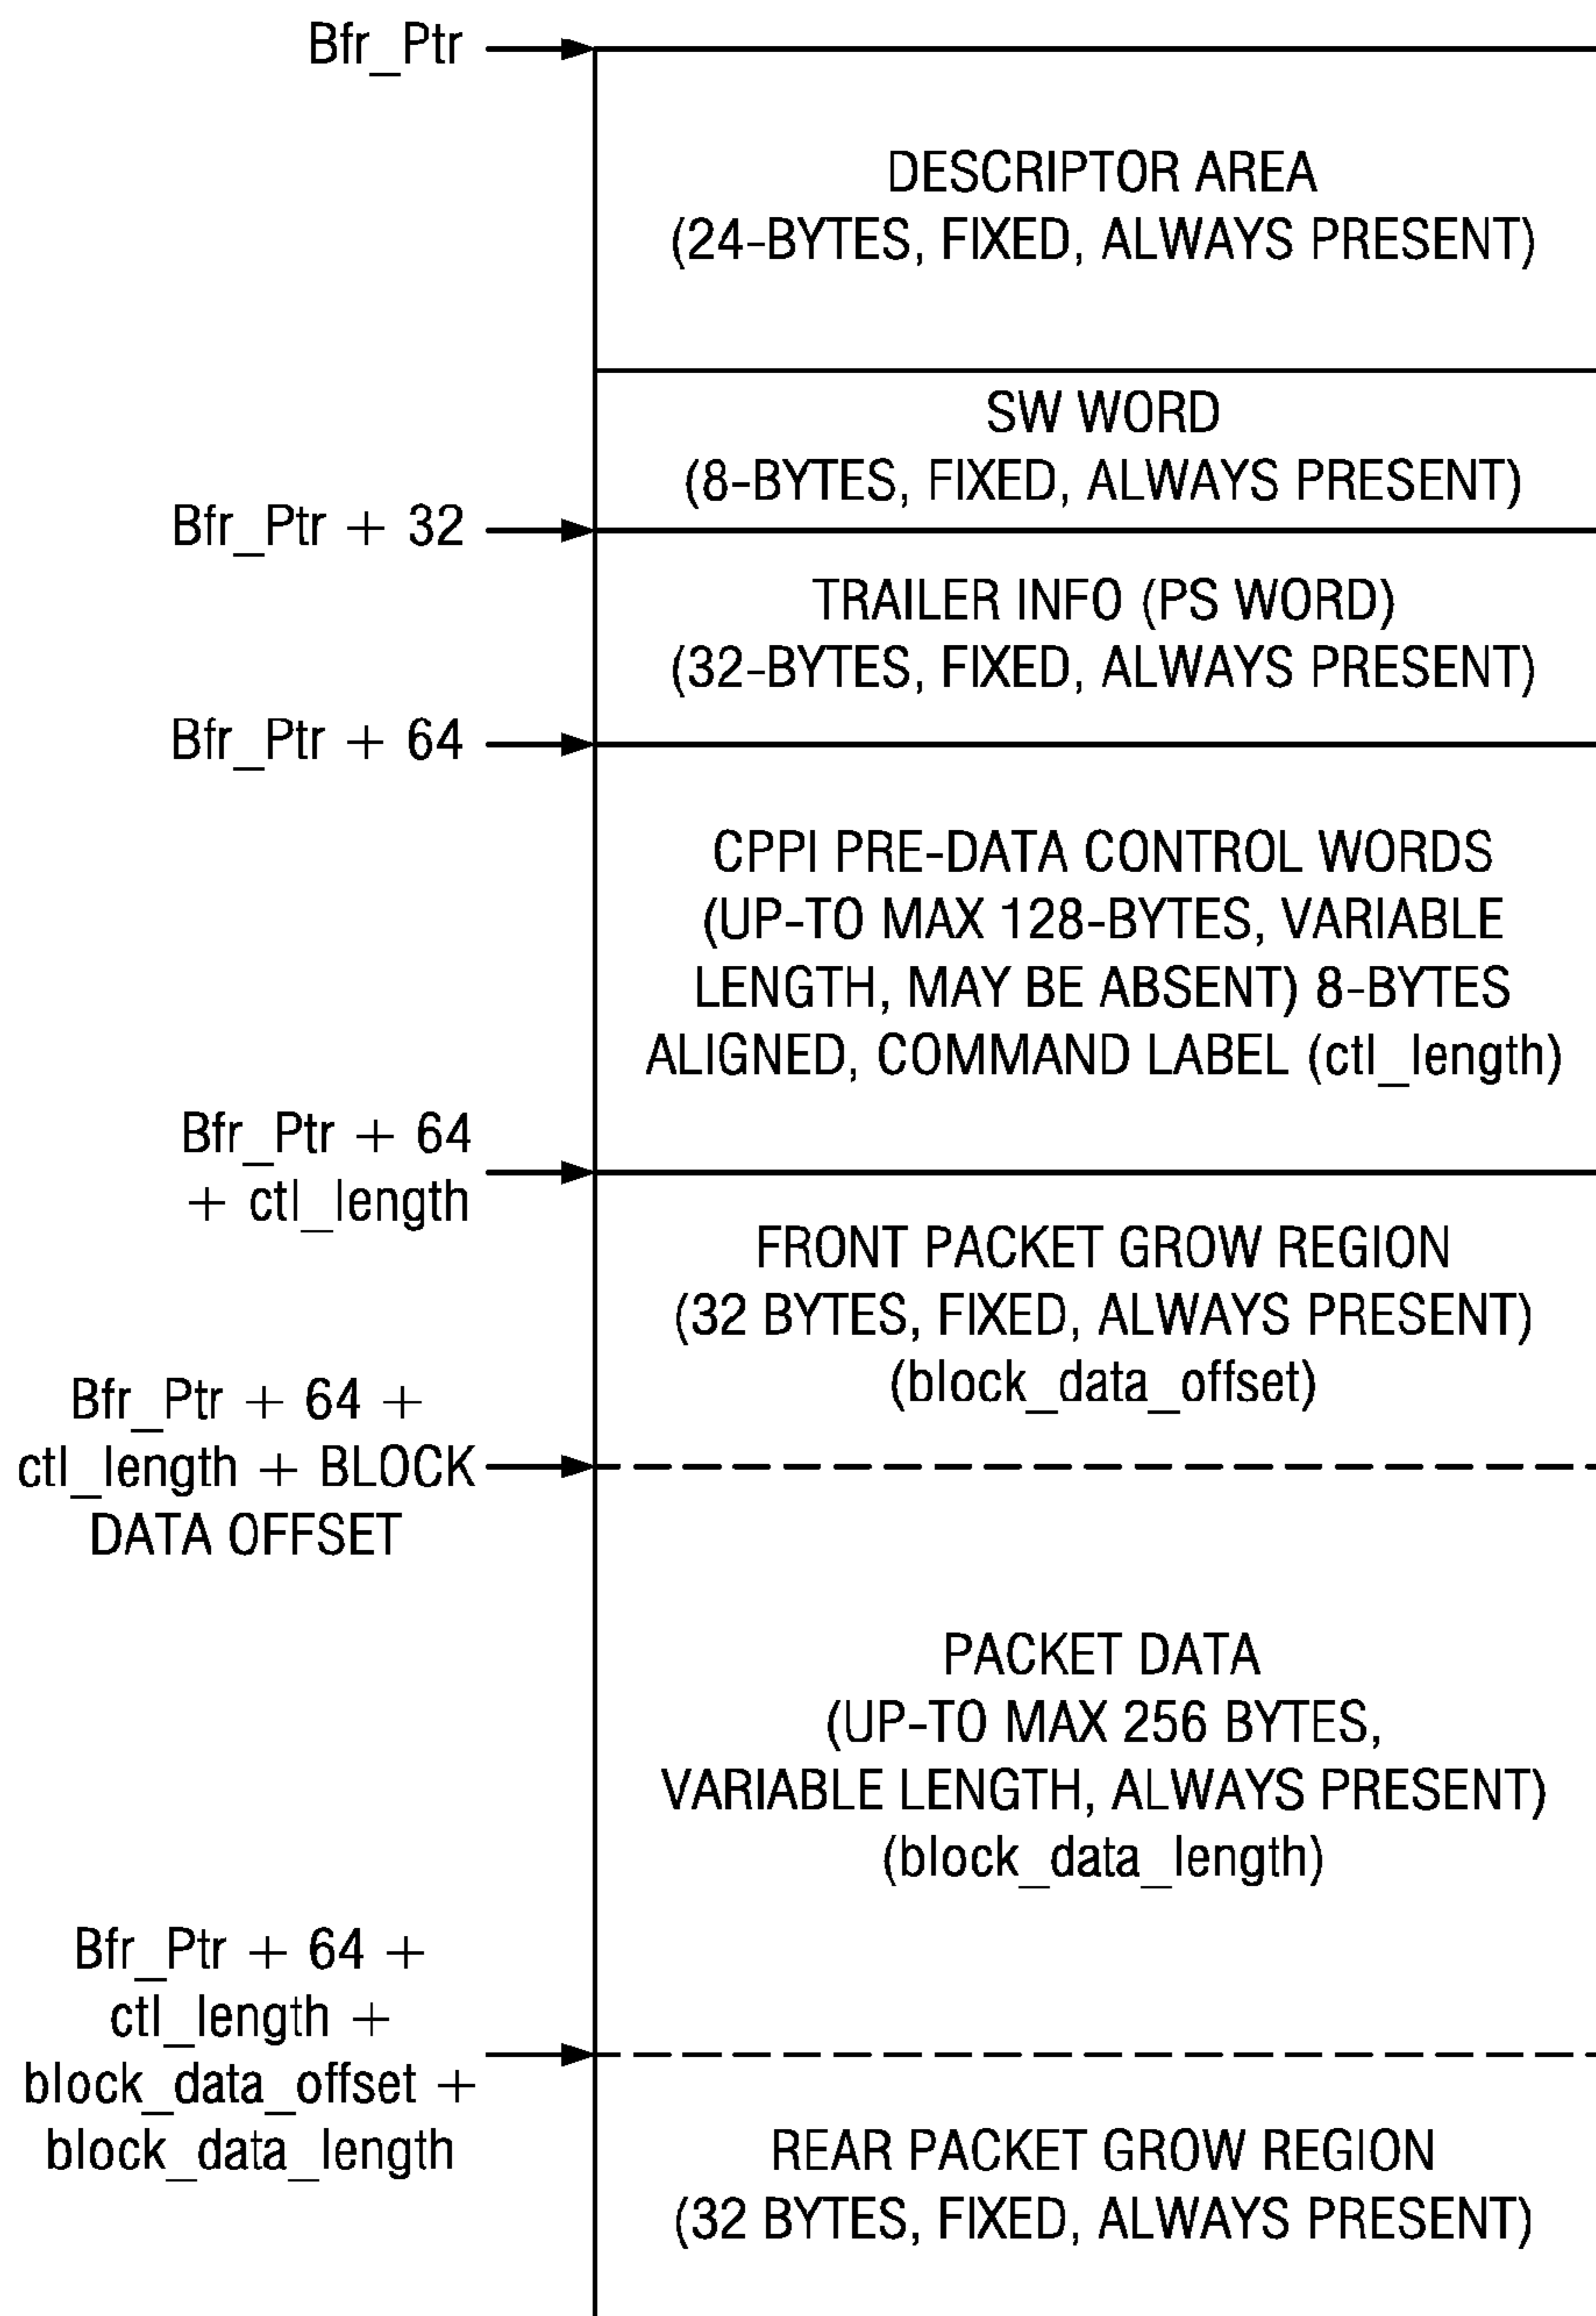 Bfr_Ptr
DESCRIPTOR AREA
(24-BYTES, FIXED, ALWAYS PRESENT)
SW WORD
(8-BYTES, FIXED, ALWAYS PRESENT)
Bfr_Ptr + 32
TRAILER INFO (PS WORD)
(32-BYTES, FIXED, ALWAYS PRESENT)
Bfr_Ptr + 64
CPPI PRE-DATA CONTROL WORDS
(UP-TO MAX 128-BYTES, VARIABLE
LENGTH, MAY BE ABSENT) 8-BYTES
ALIGNED, COMMAND LABEL (ctl_length)
Bfr_Ptr + 64
+ ctl_length
FRONT PACKET GROW REGION
(32 BYTES, FIXED, ALWAYS PRESENT)
(block_data_offset)
Bfr_Ptr + 64 +
ctl_length + BLOCK
DATA OFFSET
PACKET DATA
(UP-TO MAX 256 BYTES,
VARIABLE LENGTH, ALWAYS PRESENT)
(block_data_length)
Bfr_Ptr + 64 +
ctl_length +
block_data_offset +
block_data_length
REAR PACKET GROW REGION
(32 BYTES, FIXED, ALWAYS PRESENT)